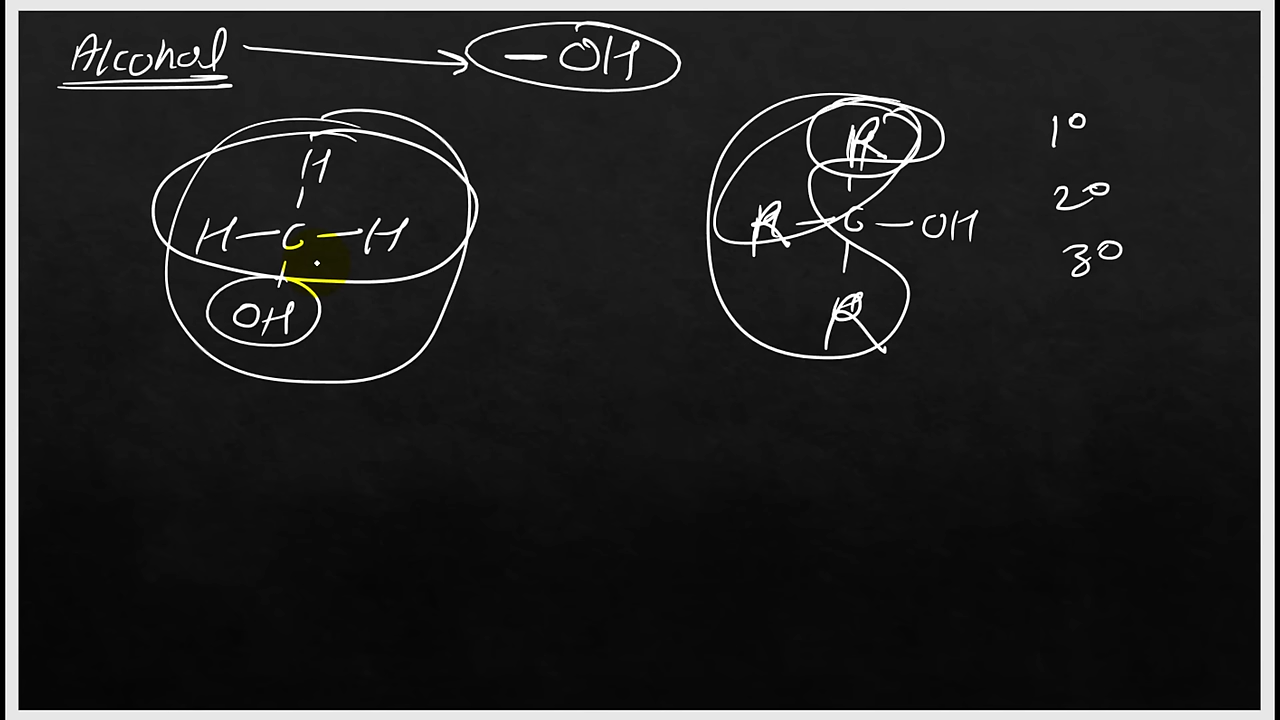 Alcohol → – OH
H
H – C – H
OH
R
R – C – OH
R
1°
2°
3°